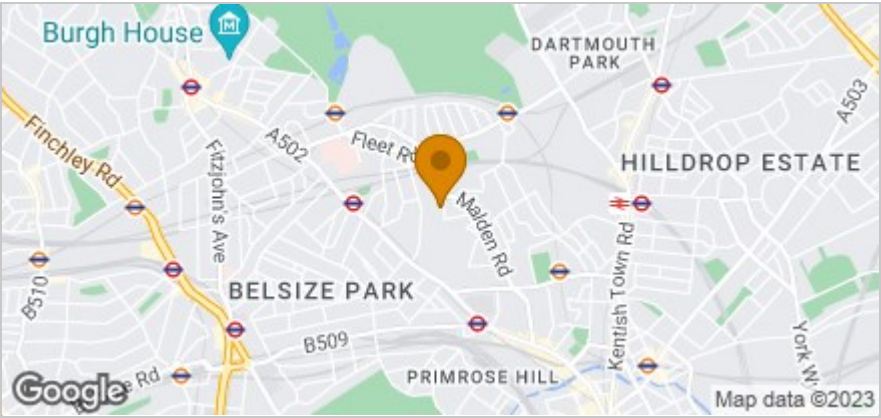 Burgh House
DARTMOUTH
PARK
A503
Finchley Rd
Fitzjohn's Ave
A502
Fleet Rd
HILLDROP ESTATE
Malden Rd
B510
BELSIZE PARK
Kentish Town Rd
B509
York W
PRIMROSE HILL
Rd
Google
Map data ©2023